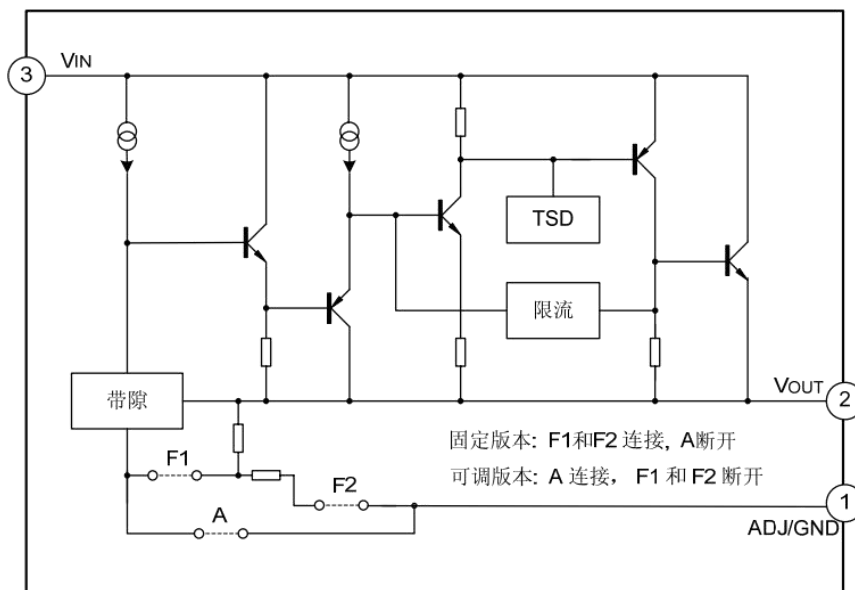 3
VIN
TSD
限流
带隙
VOUT
2
固定版本: F1和F2 连接, A断开
F1
可调版本: A 连接, F1 和 F2 断开
F2
1
A
ADJ/GND